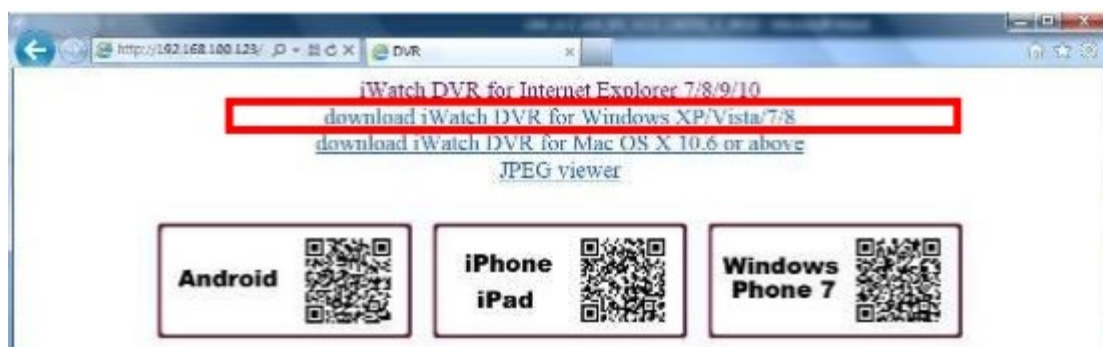 http://192.168.100.123/
DVR
iWatch DVR for Internet Explorer 7/8/9/10
download iWatch DVR for Windows XP/Vista/7/8
download iWatch DVR for Mac OS X 10.6 or above
JPEG viewer
Android
iPhone
iPad
Windows
Phone 7